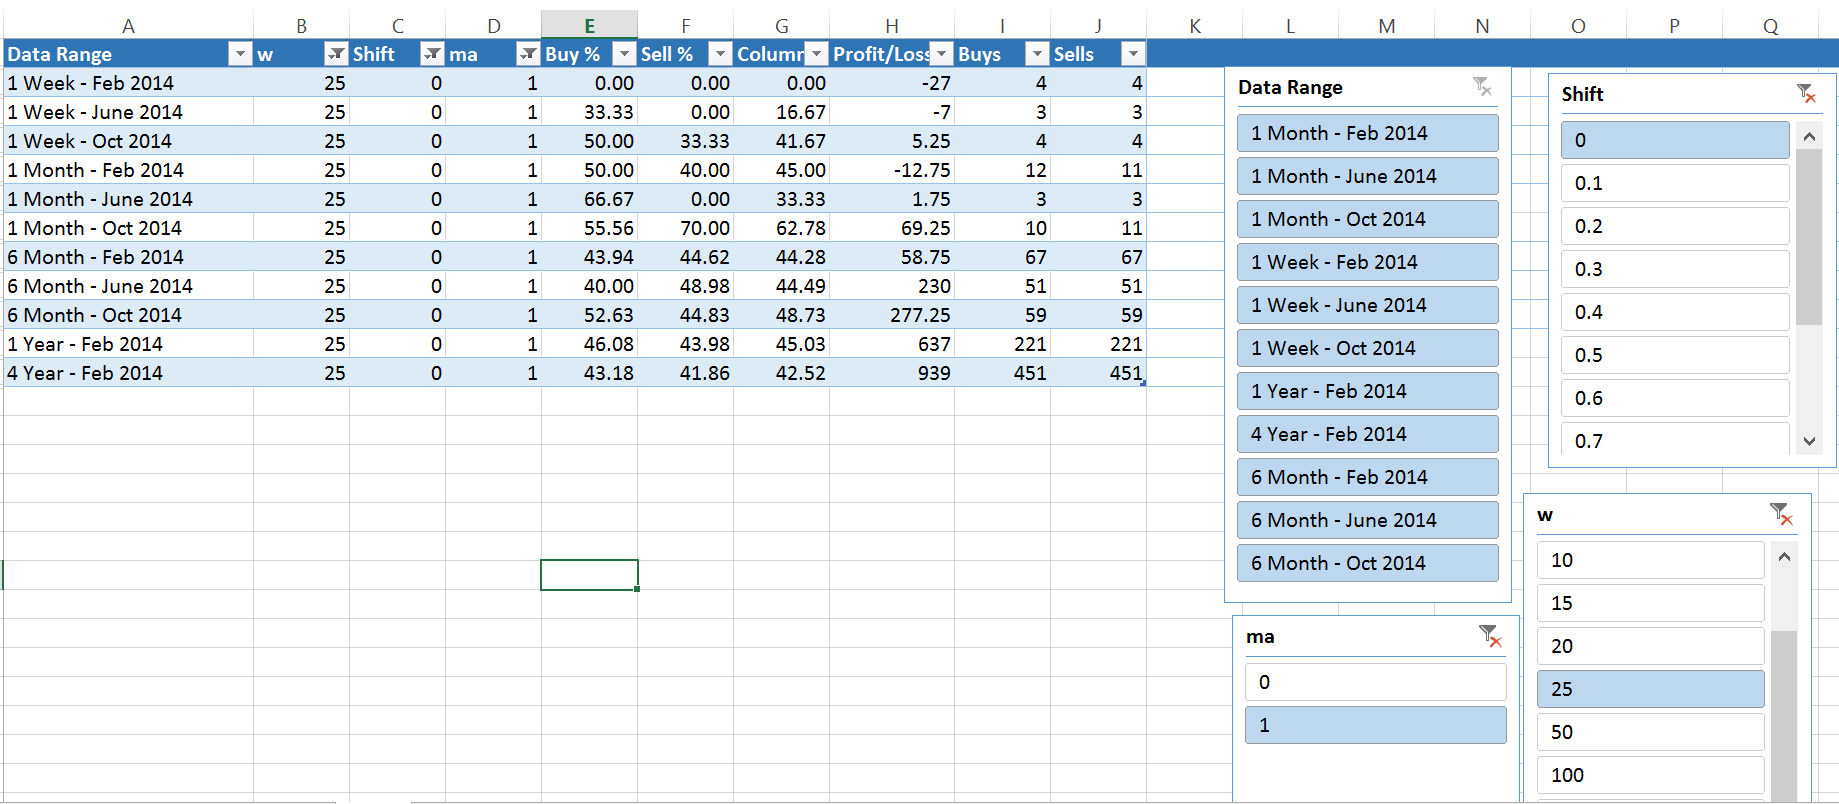 A B C D E F G H I J K L M N O P Q
Data Range w Shift ma Buy % Sell % Column Profit/Loss Buys Sells
1 Week - Feb 2014 25 0 1 0.00 0.00 0.00 -27 4 4
1 Week - June 2014 25 0 1 33.33 0.00 16.67 -7 3 3
1 Week - Oct 2014 25 0 1 50.00 33.33 41.67 5.25 4 4
1 Month - Feb 2014 25 0 1 50.00 40.00 45.00 -12.75 12 11
1 Month - June 2014 25 0 1 66.67 0.00 33.33 1.75 3 3
1 Month - Oct 2014 25 0 1 55.56 70.00 62.78 69.25 10 11
6 Month - Feb 2014 25 0 1 43.94 44.62 44.28 58.75 67 67
6 Month - June 2014 25 0 1 40.00 48.98 44.49 230 51 51
6 Month - Oct 2014 25 0 1 52.63 44.83 48.73 277.25 59 59
1 Year - Feb 2014 25 0 1 46.08 43.98 45.03 637 221 221
4 Year - Feb 2014 25 0 1 43.18 41.86 42.52 939 451 451
Data Range
1 Month - Feb 2014
1 Month - June 2014
1 Month - Oct 2014
1 Week - Feb 2014
1 Week - June 2014
1 Week - Oct 2014
1 Year - Feb 2014
4 Year - Feb 2014
6 Month - Feb 2014
6 Month - June 2014
6 Month - Oct 2014
Shift
0
0.1
0.2
0.3
0.4
0.5
0.6
0.7
ma
0
1
w
10
15
20
25
50
100